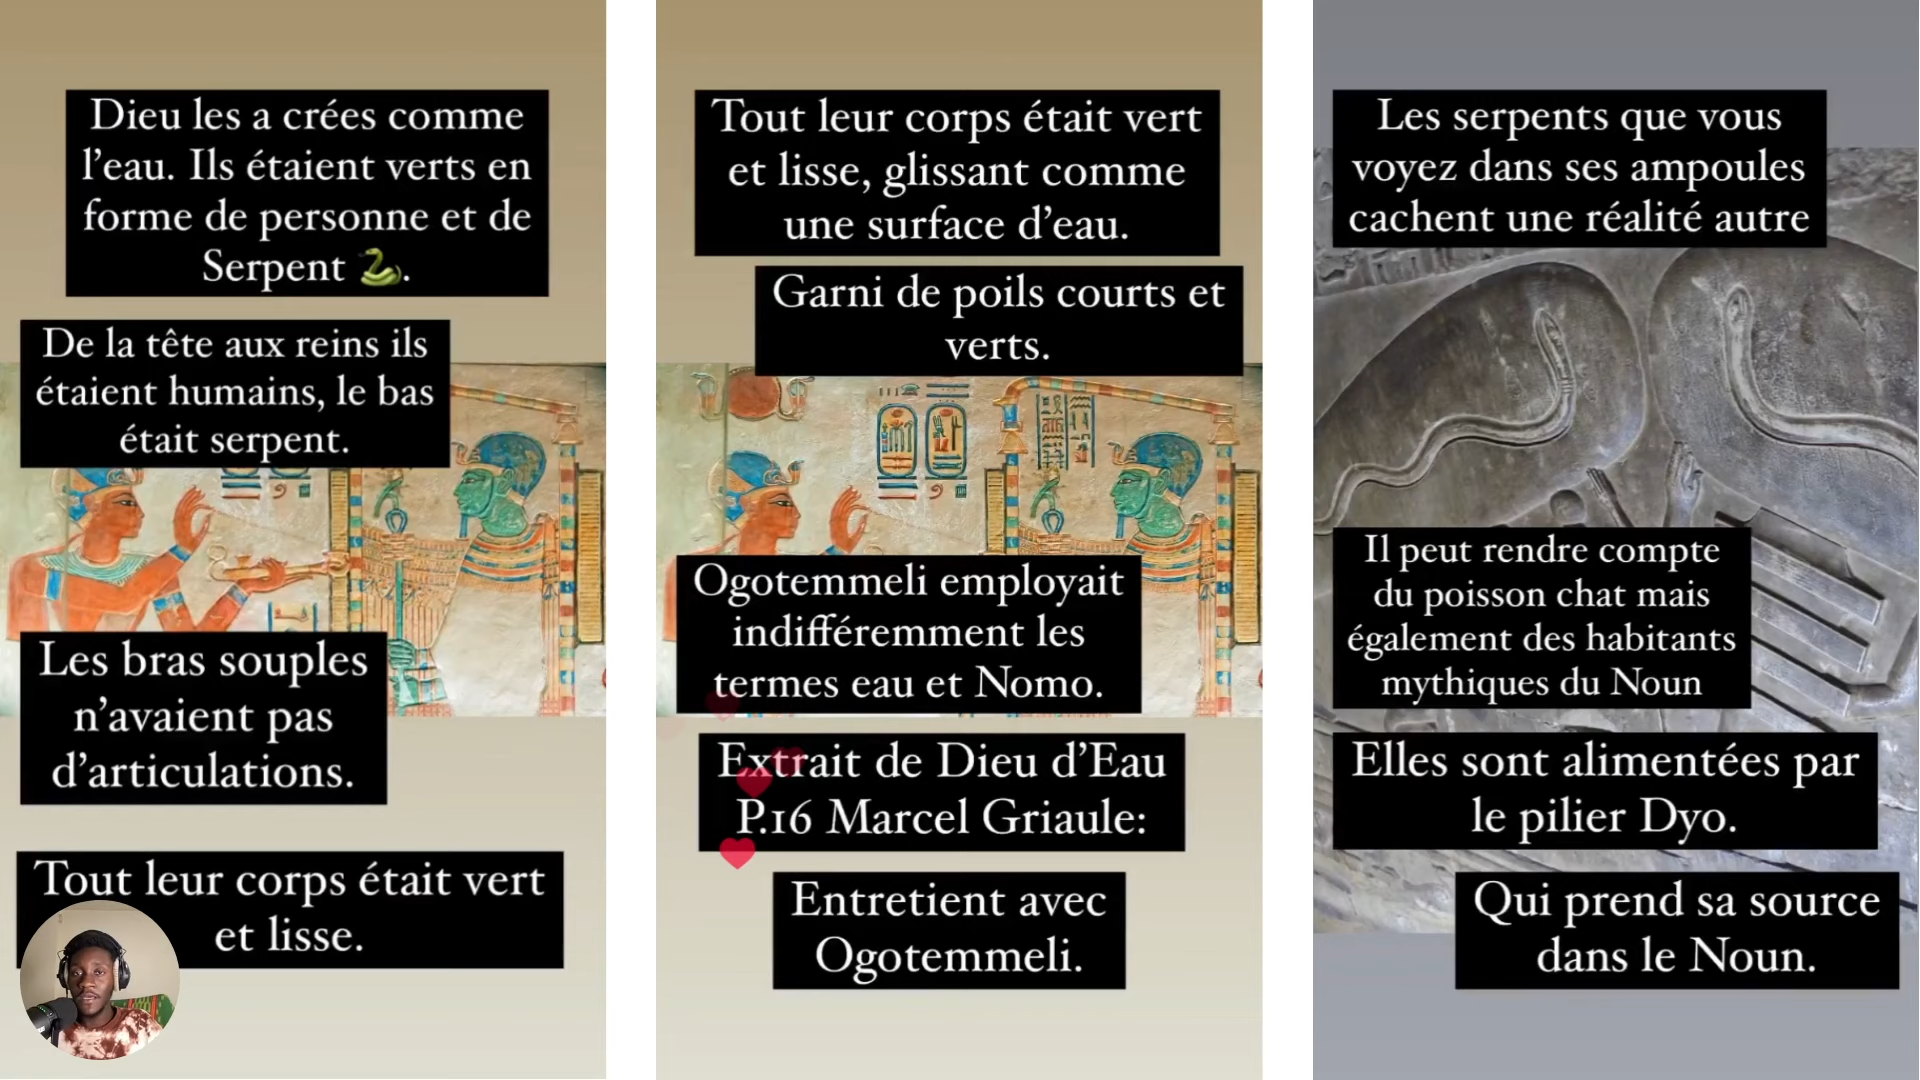 Dieu les a crées comme
l'eau. Ils étaient verts en
forme de personne et de
Serpent 🐍.
De la tête aux reins ils
étaient humains, le bas
était serpent.
Les bras souples
n'avaient pas
d'articulations.
Tout leur corps était vert
et lisse.
Tout leur corps était vert
et lisse, glissant comme
une surface d'eau.
Garni de poils courts et
verts.
Ogotemmeli employait
indifféremment les
termes eau et Nomo.
Extrait de Dieu d'Eau
P.16 Marcel Griaule:
Entretient avec
Ogotemmeli.
Les serpents que vous
voyez dans ses ampoules
cachent une réalité autre
Il peut rendre compte
du poisson chat mais
également des habitants
mythiques du Noun
Elles sont alimentées par
le pilier Dyo.
Qui prend sa source
dans le Noun.